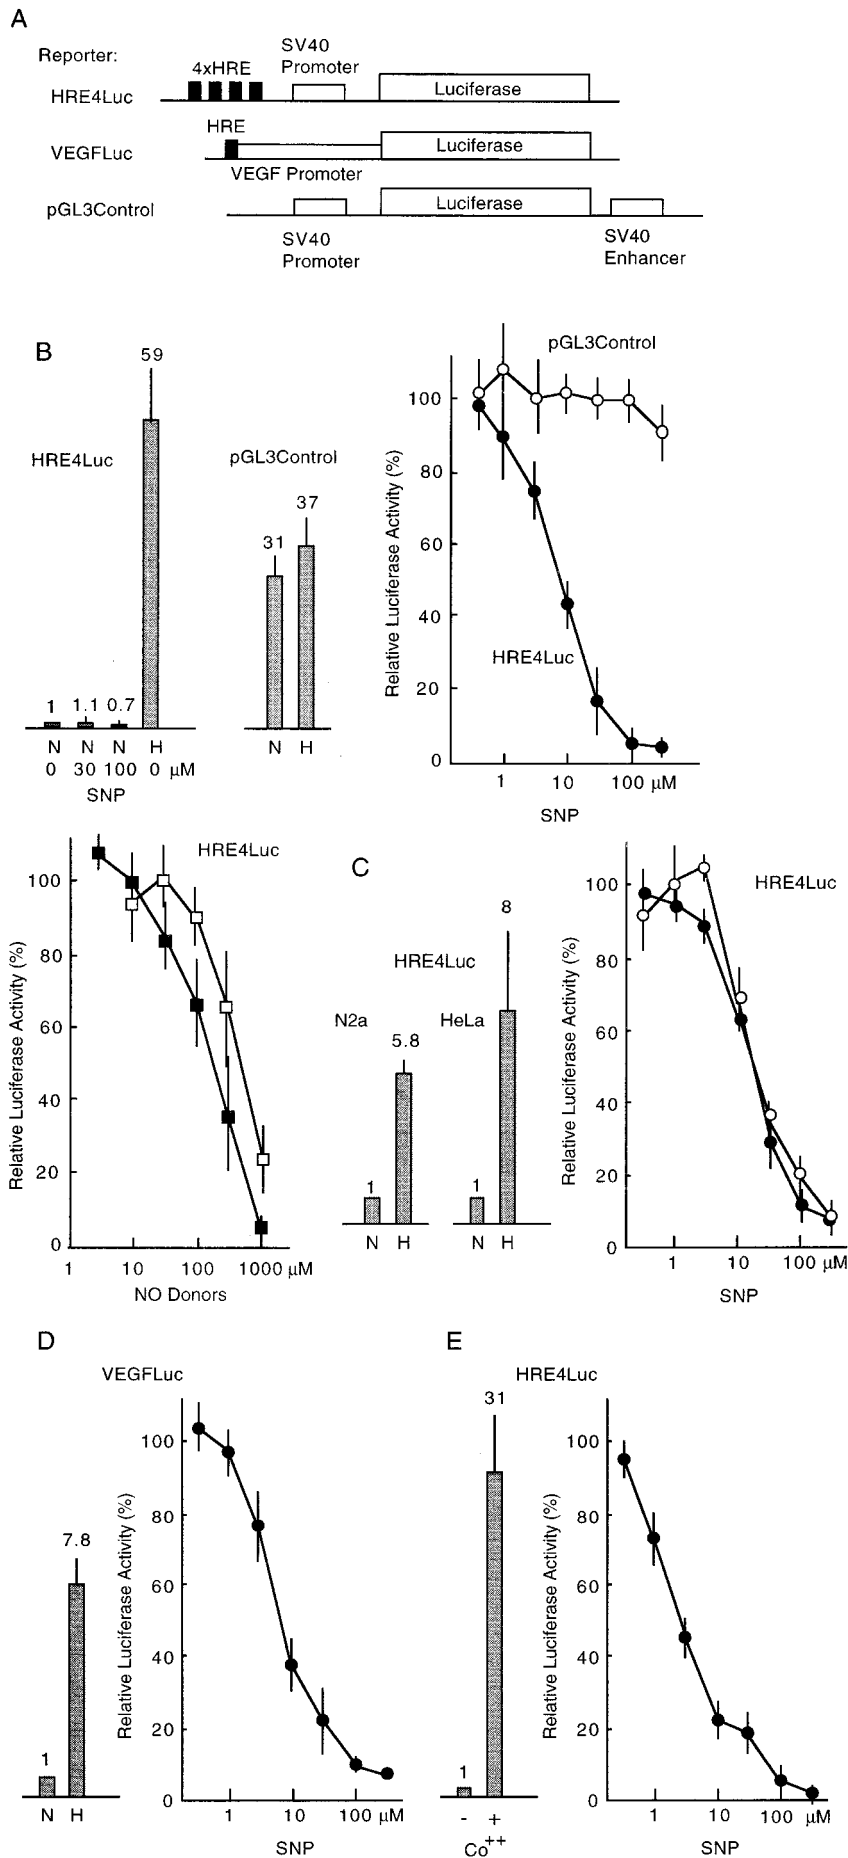 A
Reporter:
4xHRE
SV40
Promoter
HRE4Luc
Luciferase
HRE
VEGFLuc
Luciferase
VEGF Promoter
pGL3Control
Luciferase
SV40
Promoter
SV40
Enhancer
B
59
HRE4Luc
1
1.1
0.7
N
N
N
H
0
30
100
0 µM
SNP
pGL3Control
31
37
N
H
pGL3Control
Relative Luciferase Activity (%)
100
80
60
40
20
0
HRE4Luc
1
10
100 µM
SNP
HRE4Luc
Relative Luciferase Activity (%)
100
80
60
40
20
0
1
10
100
1000 µM
NO Donors
C
HRE4Luc
N2a
5.8
1
N
H
HeLa
8
1
N
H
HRE4Luc
Relative Luciferase Activity (%)
100
80
60
40
20
0
1
10
100 µM
SNP
D
VEGFLuc
7.8
1
N
H
Relative Luciferase Activity (%)
100
80
60
40
20
0
1
10
100 µM
SNP
E
HRE4Luc
31
1
-
+
Co++
Relative Luciferase Activity (%)
100
80
60
40
20
0
1
10
100 µM
SNP